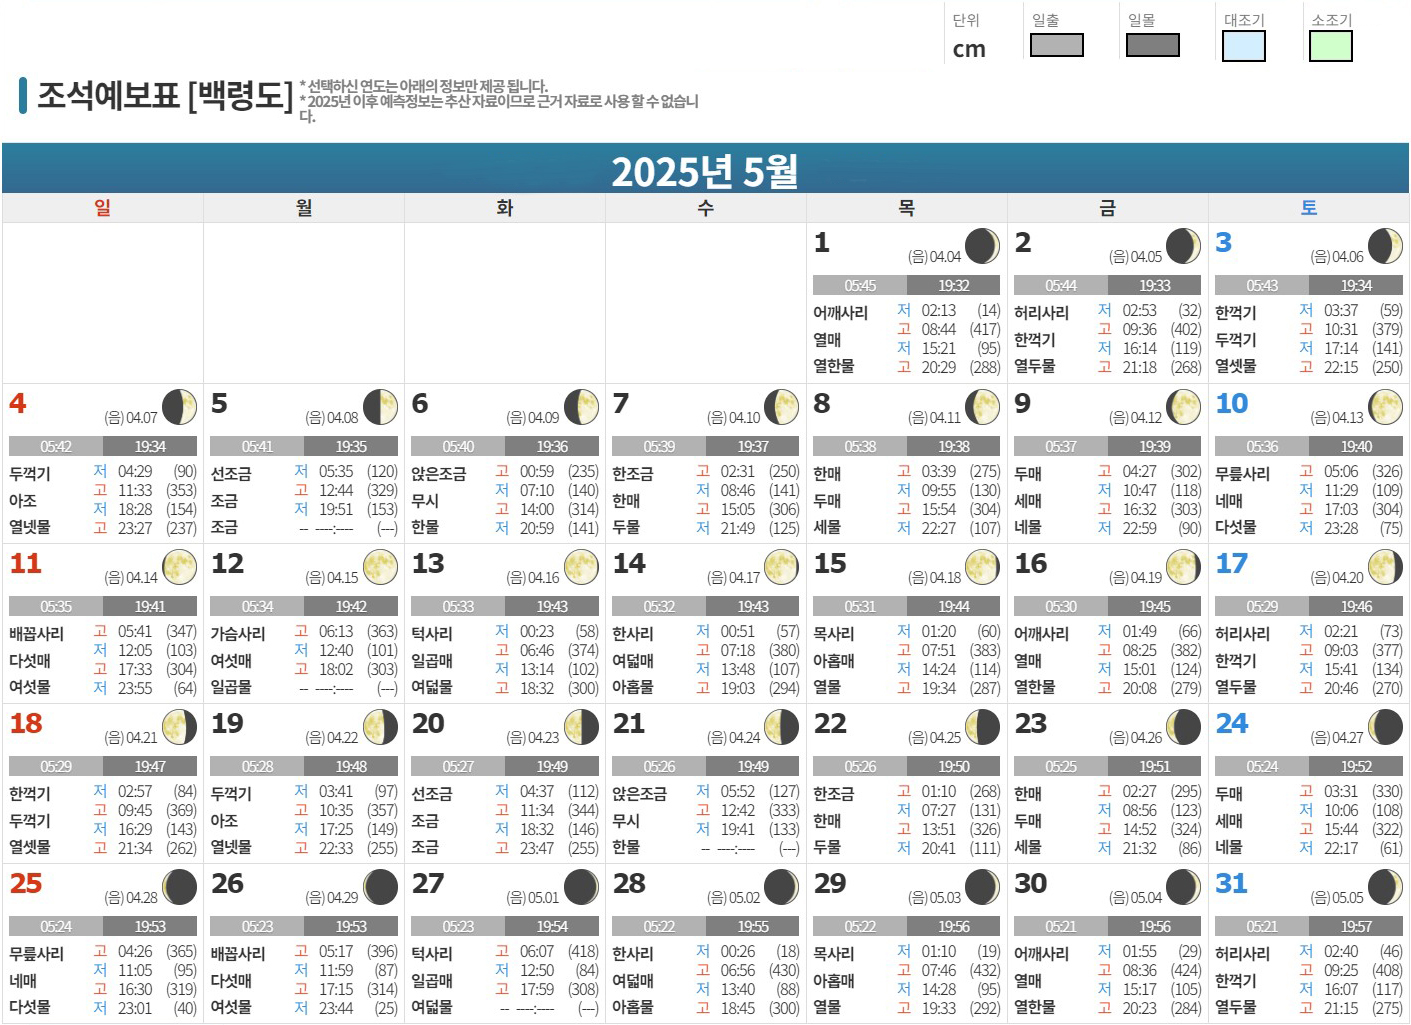 단위 일출 일몰 대조기 소조기
cm
조석예보표 [백령도]
* 선택하신 연도는 아래의 정보만 제공 됩니다.
* 2025년 이후 예측정보는 추산 자료이므로 근거 자료로 사용 할 수 없습니
다.
2025년 5월
일 월 화 수 목 금 토
1 (음) 04.04
05:45 19:32
어깨사리 저 02:13 (14)
고 08:44 (417)
열매 저 15:21 (95)
열한물 고 20:29 (288)
2 (음) 04.05
05:44 19:33
허리사리 저 02:53 (32)
고 09:36 (402)
한꺽기 저 16:14 (119)
열두물 고 21:18 (268)
3 (음) 04.06
05:43 19:34
한꺽기 저 03:37 (59)
고 10:31 (379)
두꺽기 저 17:14 (141)
열셋물 고 22:15 (250)
4 (음) 04.07
05:42 19:34
두꺽기 저 04:29 (90)
고 11:33 (353)
아조 저 18:28 (154)
열넷물 고 23:27 (237)
5 (음) 04.08
05:41 19:35
선조금 저 05:35 (120)
고 12:44 (329)
조금 저 19:51 (153)
조금 -- ----:---- (---)
6 (음) 04.09
05:40 19:36
앉은조금 고 00:59 (235)
저 07:10 (140)
무시 고 14:00 (314)
한물 저 20:59 (141)
7 (음) 04.10
05:39 19:37
한조금 고 02:31 (250)
저 08:46 (141)
한매 고 15:05 (306)
두물 저 21:49 (125)
8 (음) 04.11
05:38 19:38
한매 고 03:39 (275)
저 09:55 (130)
두매 고 15:54 (304)
세물 저 22:27 (107)
9 (음) 04.12
05:37 19:39
두매 고 04:27 (302)
저 10:47 (118)
세매 고 16:32 (303)
네물 저 22:59 (90)
10 (음) 04.13
05:36 19:40
무릎사리 고 05:06 (326)
저 11:29 (109)
네매 고 17:03 (304)
다섯물 저 23:28 (75)
11 (음) 04.14
05:35 19:41
배꼽사리 고 05:41 (347)
저 12:05 (103)
다섯매 고 17:33 (304)
여섯물 저 23:55 (64)
12 (음) 04.15
05:34 19:42
가슴사리 고 06:13 (363)
저 12:40 (101)
여섯매 고 18:02 (303)
일곱물 -- ----:---- (---)
13 (음) 04.16
05:33 19:43
턱사리 저 00:23 (58)
고 06:46 (374)
일곱매 저 13:14 (102)
여덟물 고 18:32 (300)
14 (음) 04.17
05:32 19:43
한사리 저 00:51 (57)
고 07:18 (380)
여덟매 저 13:48 (107)
아홉물 고 19:03 (294)
15 (음) 04.18
05:31 19:44
목사리 저 01:20 (60)
고 07:51 (383)
아홉매 저 14:24 (114)
열물 고 19:34 (287)
16 (음) 04.19
05:30 19:45
어깨사리 저 01:49 (66)
고 08:25 (382)
열매 저 15:01 (124)
열한물 고 20:08 (279)
17 (음) 04.20
05:29 19:46
허리사리 저 02:21 (73)
고 09:03 (377)
한꺽기 저 15:41 (134)
열두물 고 20:46 (270)
18 (음) 04.21
05:29 19:47
한꺽기 저 02:57 (84)
고 09:45 (369)
두꺽기 저 16:29 (143)
열셋물 고 21:34 (262)
19 (음) 04.22
05:28 19:48
두꺽기 저 03:41 (97)
고 10:35 (357)
아조 저 17:25 (149)
열넷물 고 22:33 (255)
20 (음) 04.23
05:27 19:49
선조금 저 04:37 (112)
고 11:34 (344)
조금 저 18:32 (146)
조금 고 23:47 (255)
21 (음) 04.24
05:26 19:49
앉은조금 저 05:52 (127)
고 12:42 (333)
무시 저 19:41 (133)
한물 -- ----:---- (---)
22 (음) 04.25
05:26 19:50
한조금 고 01:10 (268)
저 07:27 (131)
한매 고 13:51 (326)
두물 저 20:41 (111)
23 (음) 04.26
05:25 19:51
한매 고 02:27 (295)
저 08:56 (123)
두매 고 14:52 (324)
세물 저 21:32 (86)
24 (음) 04.27
05:24 19:52
두매 고 03:31 (330)
저 10:06 (108)
세매 고 15:44 (322)
네물 저 22:17 (61)
25 (음) 04.28
05:24 19:53
무릎사리 고 04:26 (365)
저 11:05 (95)
네매 고 16:30 (319)
다섯물 저 23:01 (40)
26 (음) 04.29
05:23 19:53
배꼽사리 고 05:17 (396)
저 11:59 (87)
다섯매 고 17:15 (314)
여섯물 저 23:44 (25)
27 (음) 05.01
05:23 19:54
턱사리 고 06:07 (418)
저 12:50 (84)
일곱매 고 17:59 (308)
여덟물 -- ----:---- (---)
28 (음) 05.02
05:22 19:55
한사리 저 00:26 (18)
고 06:56 (430)
여덟매 저 13:40 (88)
아홉물 고 18:45 (300)
29 (음) 05.03
05:22 19:56
목사리 저 01:10 (19)
고 07:46 (432)
아홉매 저 14:28 (95)
열물 고 19:33 (292)
30 (음) 05.04
05:21 19:56
어깨사리 저 01:55 (29)
고 08:36 (424)
열매 저 15:17 (105)
열한물 고 20:23 (284)
31 (음) 05.05
05:21 19:57
허리사리 저 02:40 (46)
고 09:25 (408)
한꺽기 저 16:07 (117)
열두물 고 21:15 (275)